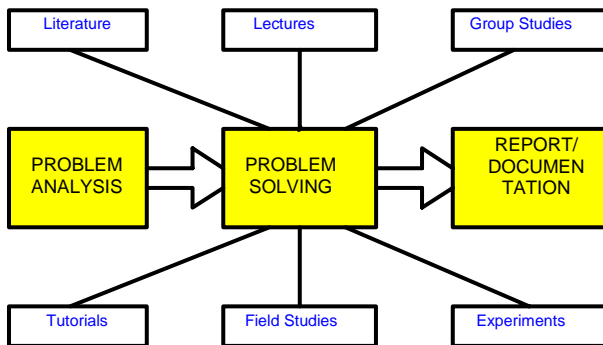 Literature
Lectures
Group Studies
PROBLEM
ANALYSIS
PROBLEM
SOLVING
REPORT/
DOCUMEN
TATION
Tutorials
Field Studies
Experiments